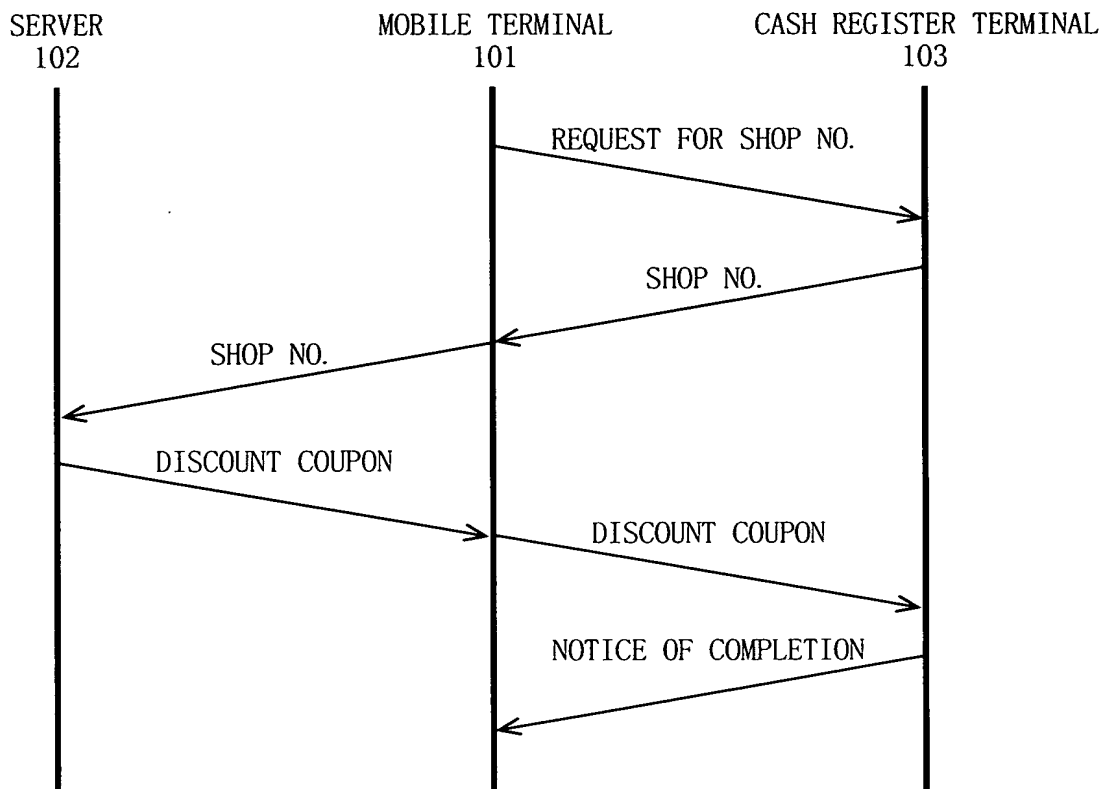 SERVER
102
MOBILE TERMINAL
101
CASH REGISTER TERMINAL
103
REQUEST FOR SHOP NO.
SHOP NO.
SHOP NO.
DISCOUNT COUPON
DISCOUNT COUPON
NOTICE OF COMPLETION